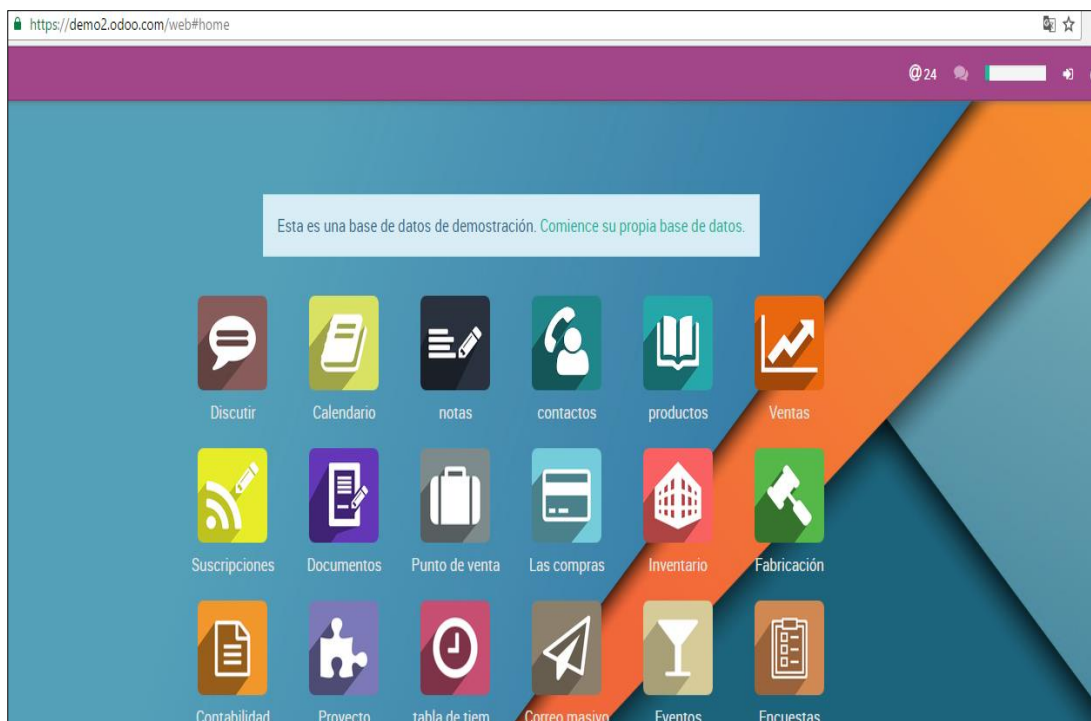 https://demo2.odoo.com/web#home
@ 24
Esta es una base de datos de demostración. Comience su propia base de datos.
Discutir Calendario notas contactos productos Ventas
Suscripciones Documentos Punto de venta Las compras Inventario Fabricación
Contabilidad Proyecto tabla de tiem Correo masivo Eventos Encuestas